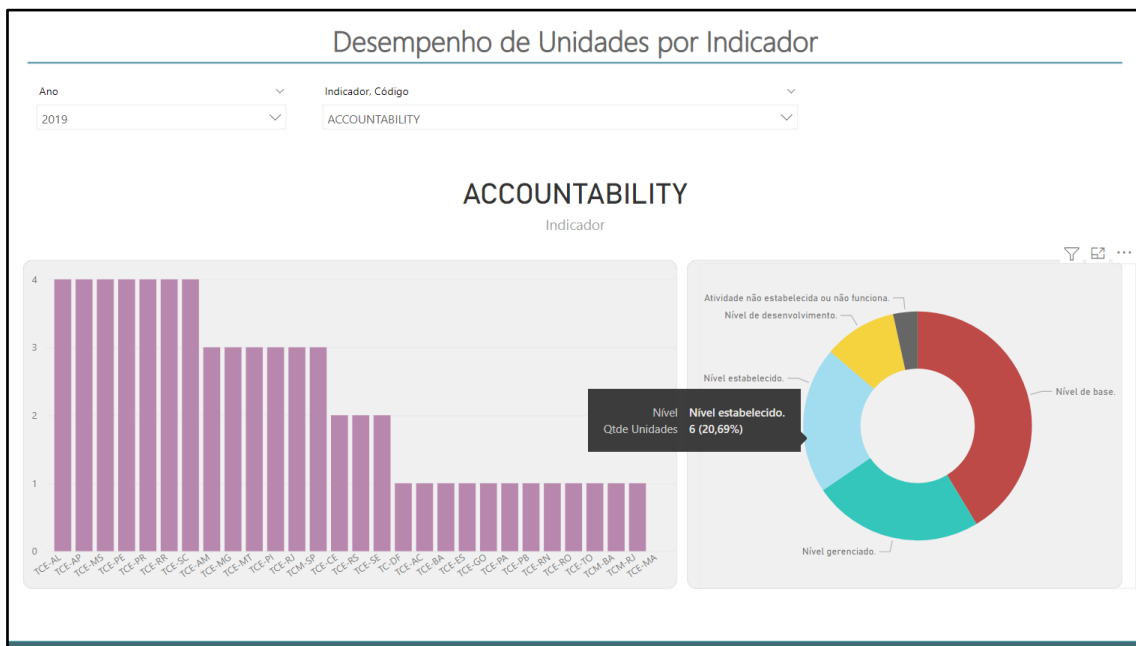 Desempenho de Unidades por Indicador
Ano
Indicador, Código
2019
ACCOUNTABILITY
ACCOUNTABILITY
Indicador
4
3
2
1
0
TCE-AL
TCE-AP
TCE-MS
TCE-PE
TCE-PR
TCE-RR
TCE-SC
TCE-AM
TCE-MG
TCE-MT
TCE-PI
TCE-RJ
TCM-SP
TCE-CE
TCE-RS
TCE-SE
TC-DF
TCE-AC
TCE-BA
TCE-ES
TCE-GO
TCE-PA
TCE-PB
TCE-RN
TCE-RO
TCE-TO
TCM-BA
TCM-RJ
TCE-MA
Atividade não estabelecida ou não funciona.
Nível de desenvolvimento.
Nível estabelecido.
Nível de base.
Nível Nível estabelecido.
Qtde Unidades 6 (20,69%)
Nível gerenciado.